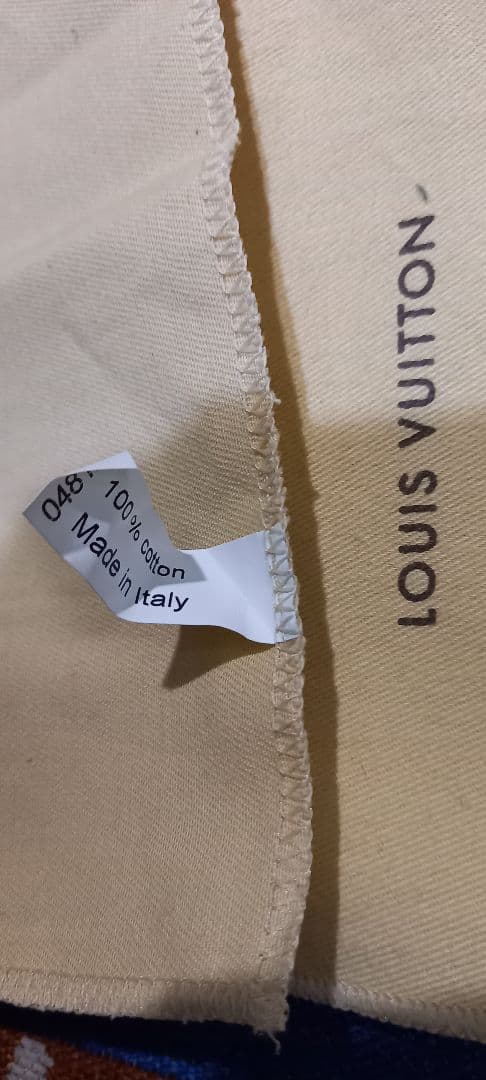 048
100% cotton
Made in Italy
LOUIS VUITTON